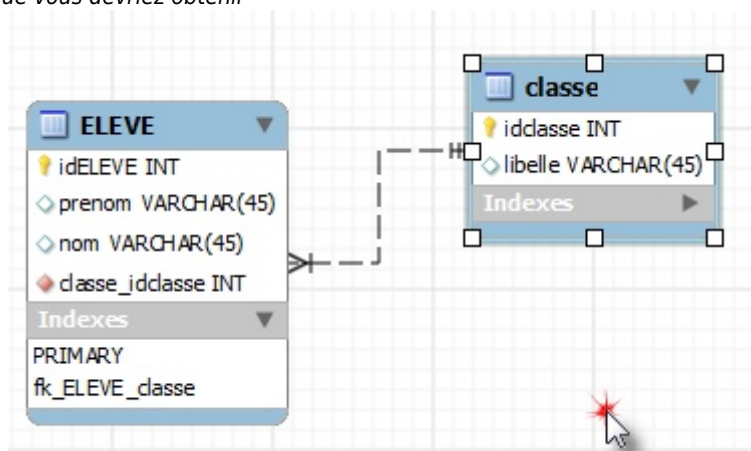 que vous devriez obtenir
ELEVE
idELEVE INT
prenom VARCHAR(45)
nom VARCHAR(45)
classe_idclasse INT
Indexes
PRIMARY
fk_ELEVE_classe
classe
idclasse INT
libelle VARCHAR(45)
Indexes